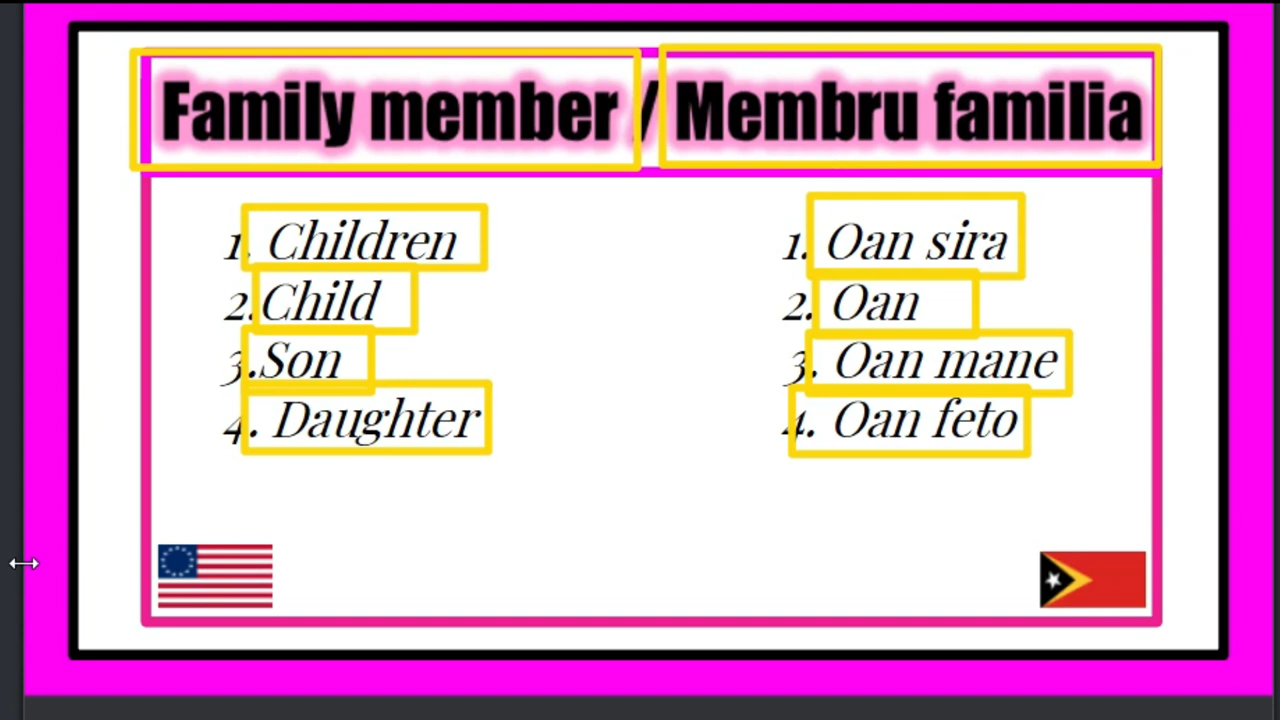 Family member / Membru familia
1. Children
2.Child
3.Son
4. Daughter
1. Oan sira
2. Oan
3. Oan mane
4. Oan feto